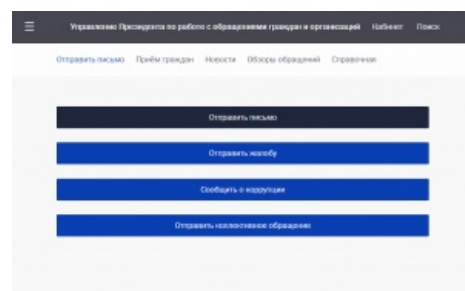 Управление Президента по работе с обращениями граждан и организаций Кабинет Поиск
Отправить письмо Приём граждан Новости Обзоры обращений Справочная
Отправить письмо
Отправить жалобу
Сообщить о коррупции
Отправить коллективное обращение